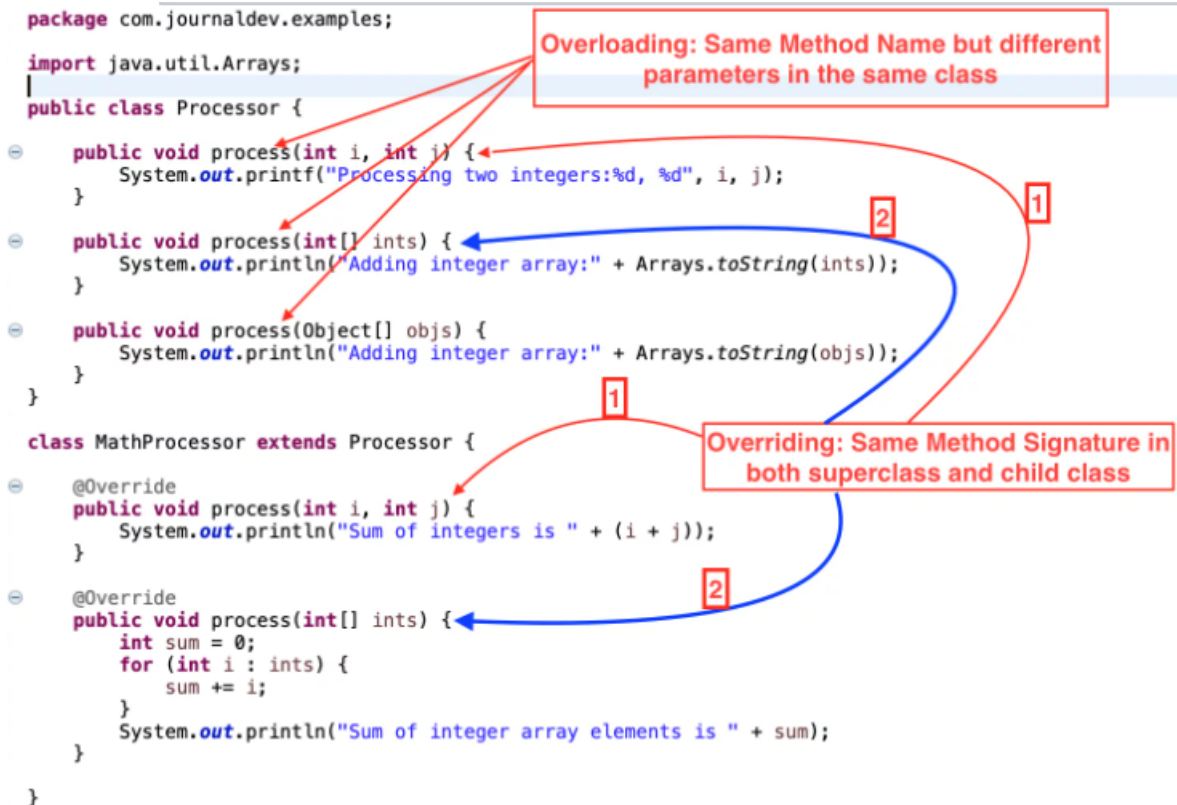 package com.journaldev.examples;
Overloading: Same Method Name but different
parameters in the same class
import java.util.Arrays;
public class Processor {
public void process(int i, int j) {
System.out.printf("Processing two integers:%d, %d", i, j);
}
1
2
public void process(int[] ints) {
System.out.println("Adding integer array:" + Arrays.toString(ints));
}
public void process(Object[] objs) {
System.out.println("Adding integer array:" + Arrays.toString(objs));
}
}
1
class MathProcessor extends Processor {
Overriding: Same Method Signature in
both superclass and child class
@Override
public void process(int i, int j) {
System.out.println("Sum of integers is " + (i + j));
}
2
@Override
public void process(int[] ints) {
int sum = 0;
for (int i : ints) {
sum += i;
}
System.out.println("Sum of integer array elements is " + sum);
}
}